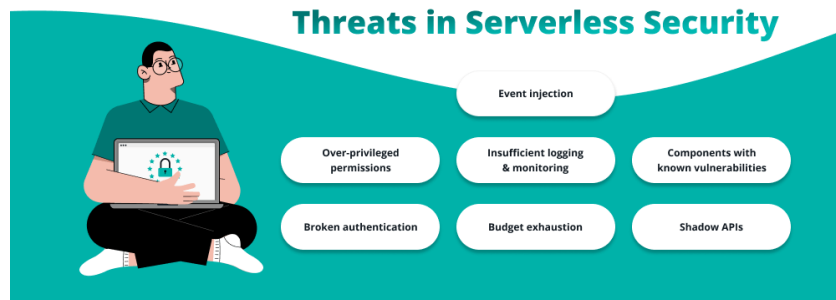 Threats in Serverless Security
Event injection
Over-privileged
permissions
Insufficient logging
& monitoring
Components with
known vulnerabilities
Broken authentication
Budget exhaustion
Shadow APIs